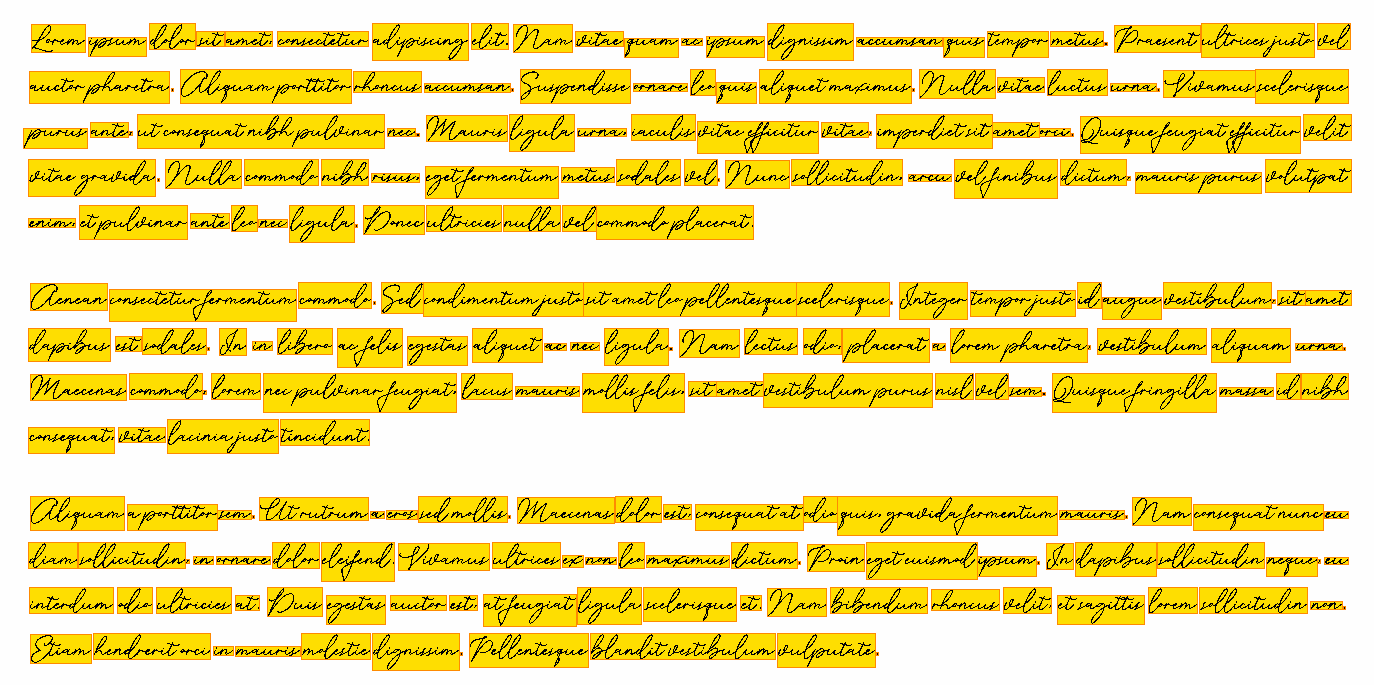 Lorem ipsum dolor sit amet, consectetur adipiscing elit. Nam vitae quam ac ipsum dignissim accumsan quis tempor metus. Praesent ultrices justo vel
auctor pharetra. Aliquam porttitor rhoncus accumsan. Suspendisse ornare leo quis aliquet maximus. Nulla vitae luctus urna. Vivamus scelerisque
purus ante, ut consequat nibh pulvinar nec. Mauris ligula urna, iaculis vitae efficitur vitae, imperdiet sit amet orci. Quisque feugiat efficitur velit
vitae gravida. Nulla commodo nibh risus, eget fermentum metus sodales vel. Nunc sollicitudin, arcu vel finibus dictum, mauris purus volutpat
enim, et pulvinar ante leo nec ligula. Donec ultricies nulla vel commodo placerat.
Aenean consectetur fermentum commodo. Sed condimentum justo sit amet leo pellentesque scelerisque. Integer tempor justo id augue vestibulum, sit amet
dapibus est sodales. In in libero ac felis egestas aliquet ac nec ligula. Nam lectus odio, placerat a lorem pharetra, vestibulum aliquam urna.
Maecenas commodo, lorem nec pulvinar feugiat, lacus mauris mollis felis, sit amet vestibulum purus nisl vel sem. Quisque fringilla massa id nibh
consequat, vitae lacinia justo tincidunt.
Aliquam a porttitor sem. Ut rutrum a eros sed mollis. Maecenas dolor est, consequat at odio quis, gravida fermentum mauris. Nam consequat nunc eu
diam sollicitudin, in ornare dolor eleifend. Vivamus ultrices ex non leo maximus dictum. Proin eget euismod ipsum. In dapibus sollicitudin neque, eu
interdum odio ultricies at. Duis egestas auctor est, at feugiat ligula scelerisque et. Nam bibendum rhoncus velit, et sagittis lorem sollicitudin non.
Etiam hendrerit orci in mauris molestie dignissim. Pellentesque blandit vestibulum vulputate.